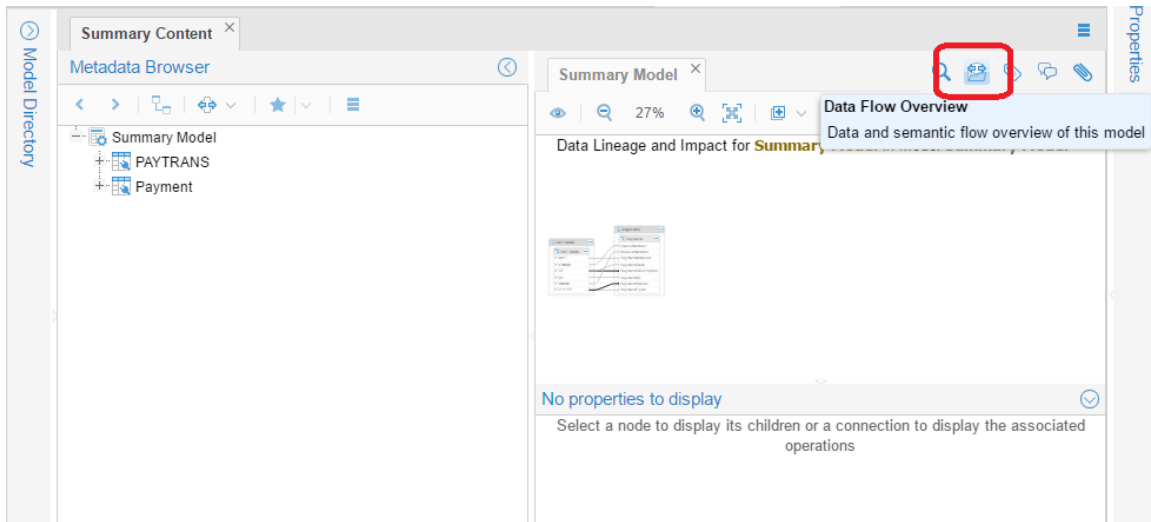 Model Directory
Summary Content
Metadata Browser
Summary Model
PAYTRANS
Payment
Summary Model
Properties
27%
Data Flow Overview
Data and semantic flow overview of this model
Data Lineage and Impact for Summary
No properties to display
Select a node to display its children or a connection to display the associated
operations